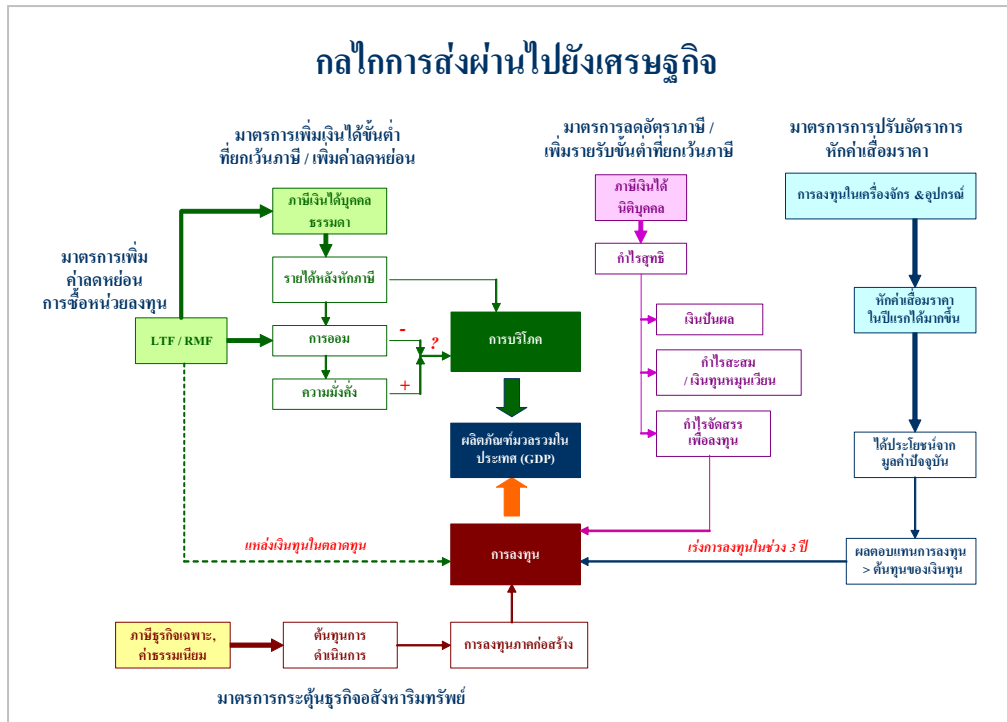 กลไกการส่งผ่านไปยังเศรษฐกิจ
มาตรการเพิ่มเงินได้ขั้นต่ำ
ที่ยกเว้นภาษี / เพิ่มค่าลดหย่อน
มาตรการลดอัตราภาษี /
เพิ่มรายรับขั้นต่ำที่ยกเว้นภาษี
มาตรการการปรับอัตราการ
หักค่าเสื่อมราคา
ภาษีเงินได้บุคคล
ธรรมดา
ภาษีเงินได้
นิติบุคคล
การลงทุนในเครื่องจักร &อุปกรณ์
มาตรการเพิ่ม
ค่าลดหย่อน
การซื้อหน่วยลงทุน
รายได้หลังหักภาษี
กำไรสุทธิ
หักค่าเสื่อมราคา
ในปีแรกได้มากขึ้น
LTF / RMF
การออม
-
?
การบริโภค
เงินปันผล
กำไรสะสม
/ เงินทุนหมุนเวียน
ความมั่งคั่ง
+
ผลิตภัณฑ์มวลรวมใน
ประเทศ (GDP)
กำไรจัดสรร
เพื่อลงทุน
ได้ประโยชน์จาก
มูลค่าปัจจุบัน
แหล่งเงินทุนในตลาดทุน
การลงทุน
เร่งการลงทุนในช่วง 3 ปี
ผลตอบแทนการลงทุน
> ต้นทุนของเงินทุน
ภาษีธุรกิจเฉพาะ,
ค่าธรรมเนียม
ต้นทุนการ
ดำเนินการ
การลงทุนภาคก่อสร้าง
มาตรการกระตุ้นธุรกิจอสังหาริมทรัพย์